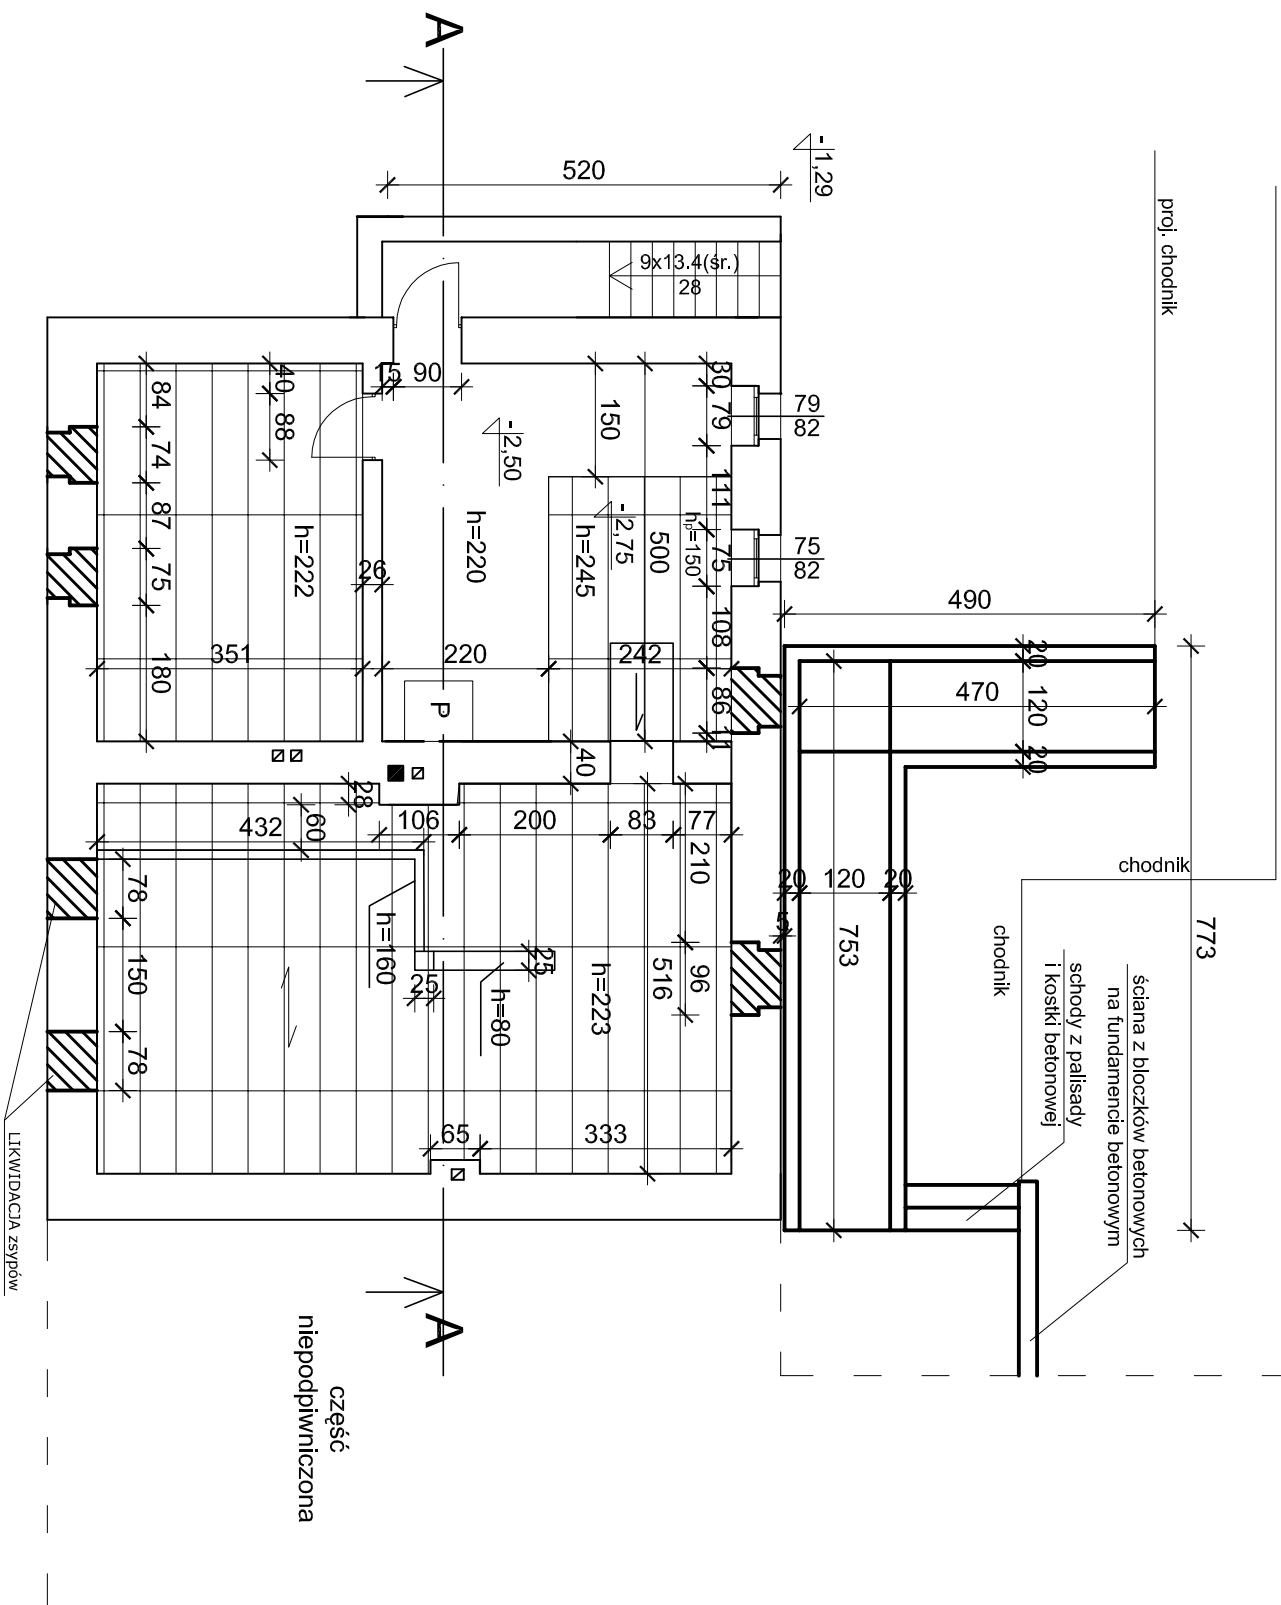 A
-1,29
520
proj. chodnik
9x13.4(śr.)
28
15
90
40
88
84
74
87
75
180
30
79
111
75
108
86
11
79
82
75
82
150
-2,50
-2,75
500
hp=150
h=245
h=220
h=222
26
351
220
242
P
490
20
120
20
470
773
chodnik
40
28
60
432
106
200
83
77
210
20
120
20
5
753
chodnik
schody z palisady
i kostki betonowej
ściana z bloczków betonowych
na fundamencie betonowym
78
150
78
h=160
25
25
h=80
h=223
516
96
65
333
LIKWIDACJA zsypów
A
część
niepodpiwniczona